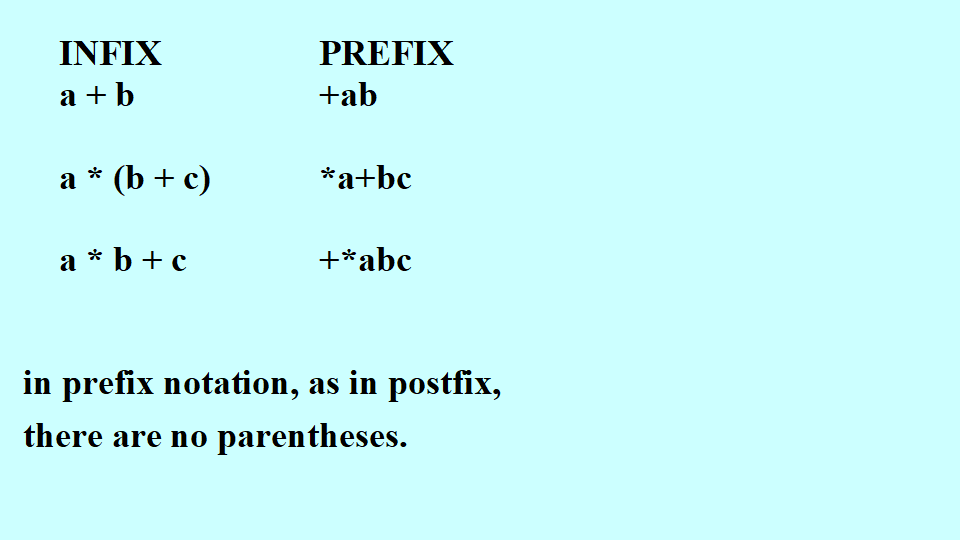 INFIX PREFIX
a + b +ab
a * (b + c) *a+bc
a * b + c +*abc
in prefix notation, as in postfix,
there are no parentheses.